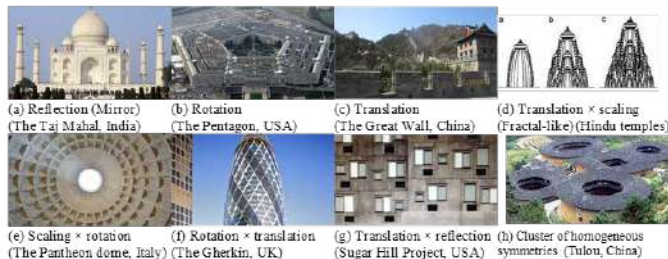 a b c
(a) Reflection (Mirror)
(The Taj Mahal, India)
(b) Rotation
(The Pentagon, USA)
(c) Translation
(The Great Wall, China)
(d) Translation × scaling
(Fractal-like) (Hindu temples)
(e) Scaling × rotation
(The Pantheon dome, Italy)
(f) Rotation × translation
(The Gherkin, UK)
(g) Translation × reflection
(Sugar Hill Project, USA)
(h) Cluster of homogeneous
symmetries (Tulou, China)